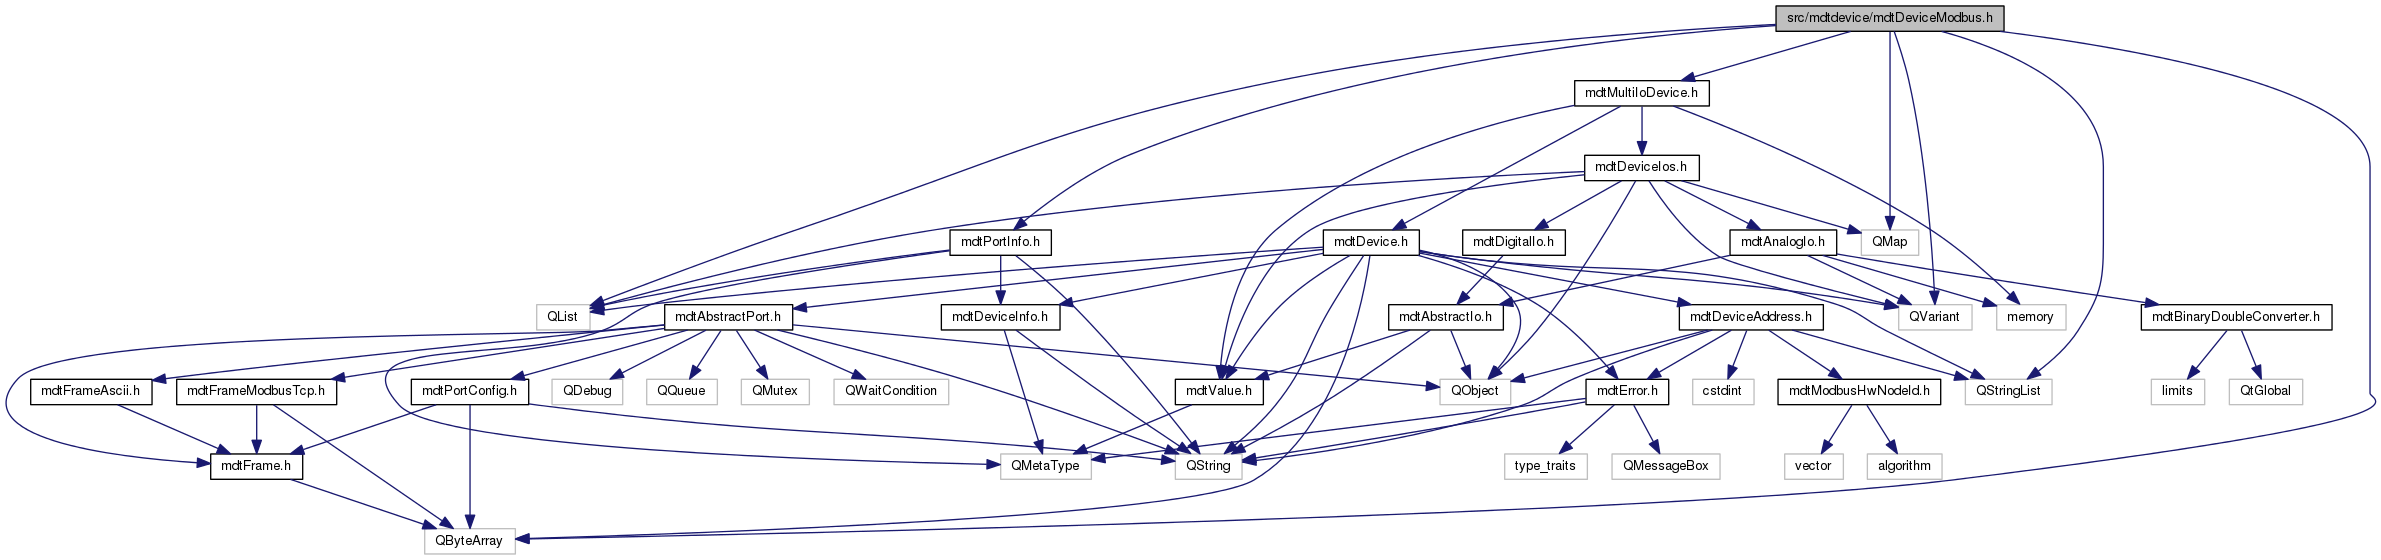 src/mdtdevice/mdtDeviceModbus.h
mdtMultiIoDevice.h
mdtDeviceIos.h
mdtPortInfo.h
mdtDevice.h
mdtDigitalIo.h
mdtAnalogIo.h
QMap
QList
mdtAbstractPort.h
mdtDeviceInfo.h
mdtAbstractIo.h
mdtDeviceAddress.h
QVariant
memory
mdtBinaryDoubleConverter.h
mdtFrameAscii.h
mdtFrameModbusTcp.h
mdtPortConfig.h
QDebug
QQueue
QMutex
QWaitCondition
mdtValue.h
QObject
mdtError.h
cstdint
mdtModbusHwNodeId.h
QStringList
limits
QtGlobal
mdtFrame.h
QMetaType
QString
type_traits
QMessageBox
vector
algorithm
QByteArray